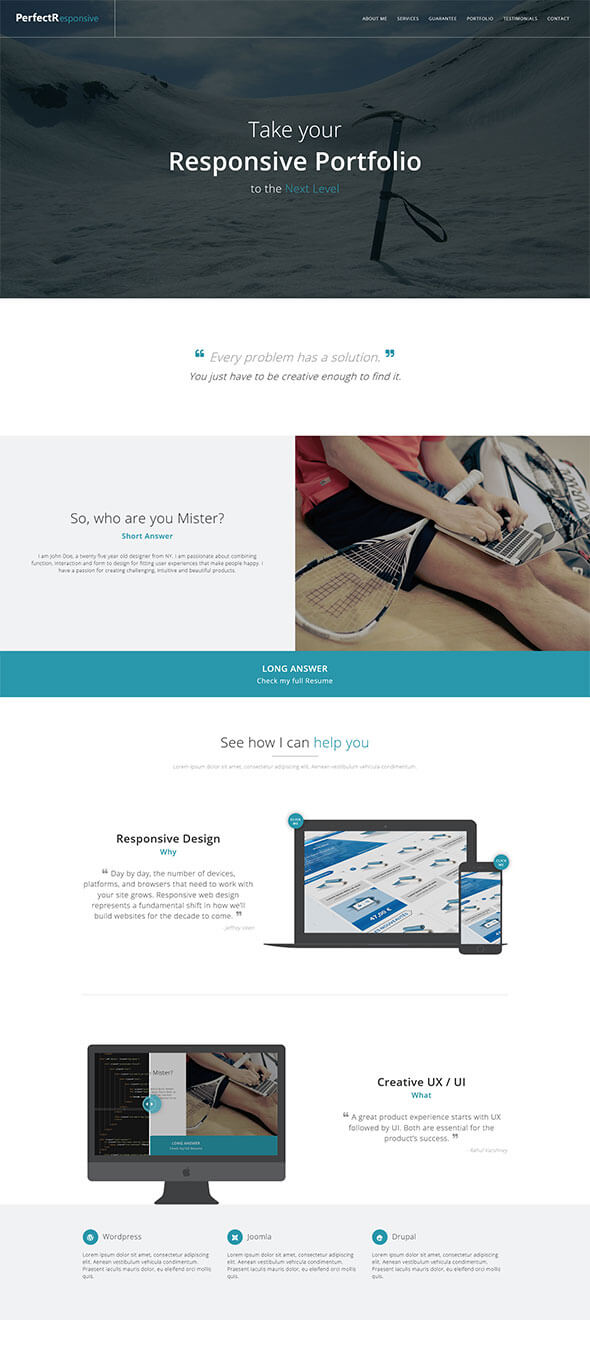 PerfectResponsive
ABOUT ME SERVICES GUARANTEE PORTFOLIO TESTIMONIALS CONTACT
Take your
Responsive Portfolio
to the Next Level
❝ Every problem has a solution. ❞
You just have to be creative enough to find it.
So, who are you Mister?
Short Answer
I am John Doe, a twenty five year old designer from NY. I am passionate about combining
function, interaction and form to design for fitting user experiences that make people happy. I
have a passion for creating challenging, intuitive and beautiful products.
LONG ANSWER
Check my full Resume
See how I can help you
Lorem ipsum dolor sit amet, consectetur adipiscing elit. Aenean vestibulum vehicula condimentum.
CLICK
ME
CLICK
ME
Responsive Design
Why
❝ Day by day, the number of devices,
platforms, and browsers that need to work with
your site grows. Responsive web design
represents a fundamental shift in how we'll
build websites for the decade to come. ❞
- Jeffrey Veen
47,00 €
LES NOUVEAUTÉS
Mister?
LONG ANSWER
Check my full Resume
Creative UX / UI
What
❝ A great product experience starts with UX
followed by UI. Both are essential for the
product's success. ❞
- Rahul Varshney
Wordpress
Lorem ipsum dolor sit amet, consectetur adipiscing
elit. Aenean vestibulum vehicula condimentum.
Praesent iaculis mauris dolor, eu eleifend orci mollis
quis.
Joomla
Lorem ipsum dolor sit amet, consectetur adipiscing
elit. Aenean vestibulum vehicula condimentum.
Praesent iaculis mauris dolor, eu eleifend orci mollis
quis.
Drupal
Lorem ipsum dolor sit amet, consectetur adipiscing
elit. Aenean vestibulum vehicula condimentum.
Praesent iaculis mauris dolor, eu eleifend orci mollis
quis.